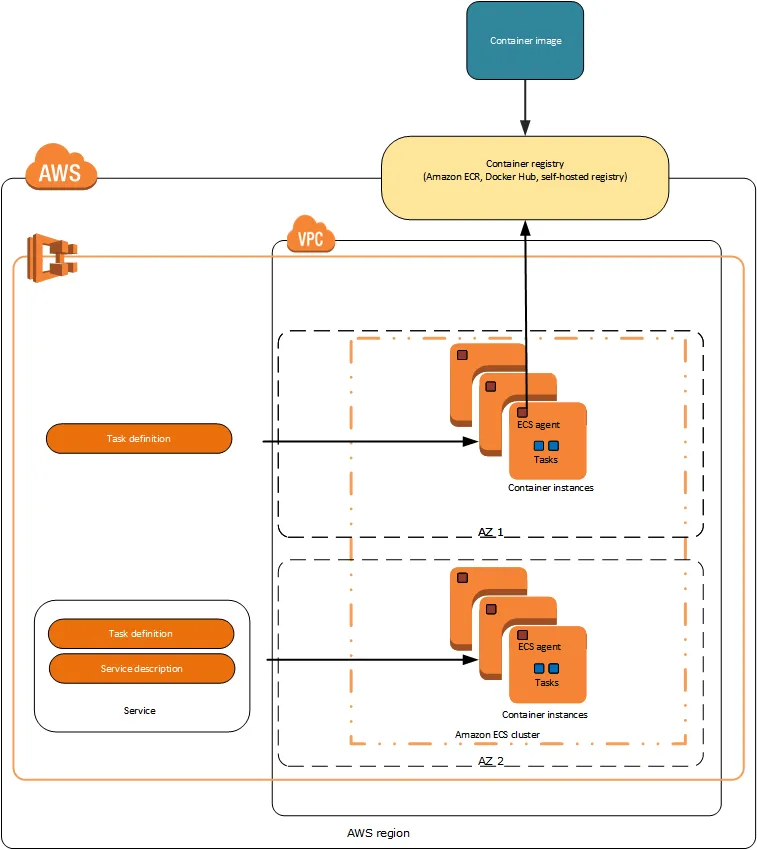 Container image
Container registry
(Amazon ECR, Docker Hub, self-hosted registry)
AWS
VPC
ECS agent
Task definition
Tasks
Container instances
AZ 1
Task definition
ECS agent
Service description
Tasks
Service
Container instances
Amazon ECS cluster
AZ 2
AWS region